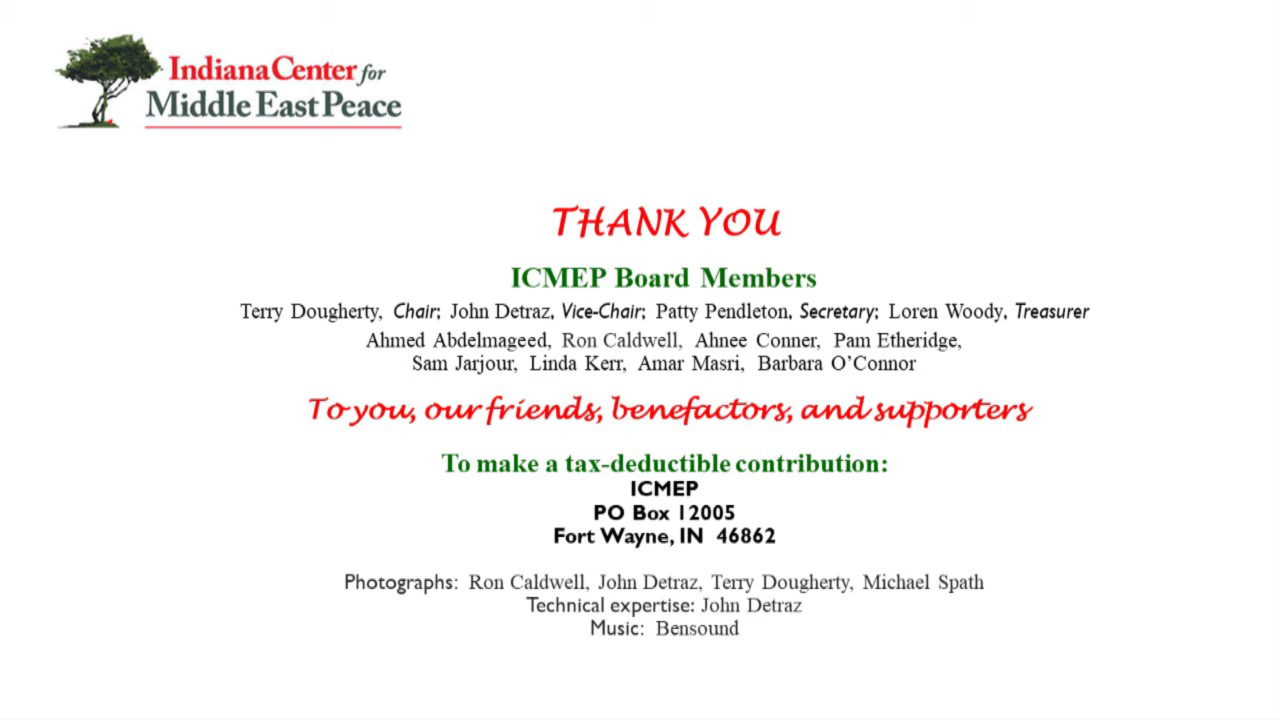 Indiana Center for
Middle East Peace
THANK YOU
ICMEP Board Members
Terry Dougherty, Chair; John Detraz, Vice-Chair; Patty Pendleton, Secretary; Loren Woody, Treasurer
Ahmed Abdelmageed, Ron Caldwell, Ahnee Conner, Pam Etheridge,
Sam Jarjour, Linda Kerr, Amar Masri, Barbara O’Connor
To you, our friends, benefactors, and supporters
To make a tax-deductible contribution:
ICMEP
PO Box 12005
Fort Wayne, IN 46862
Photographs: Ron Caldwell, John Detraz, Terry Dougherty, Michael Spath
Technical expertise: John Detraz
Music: Bensound